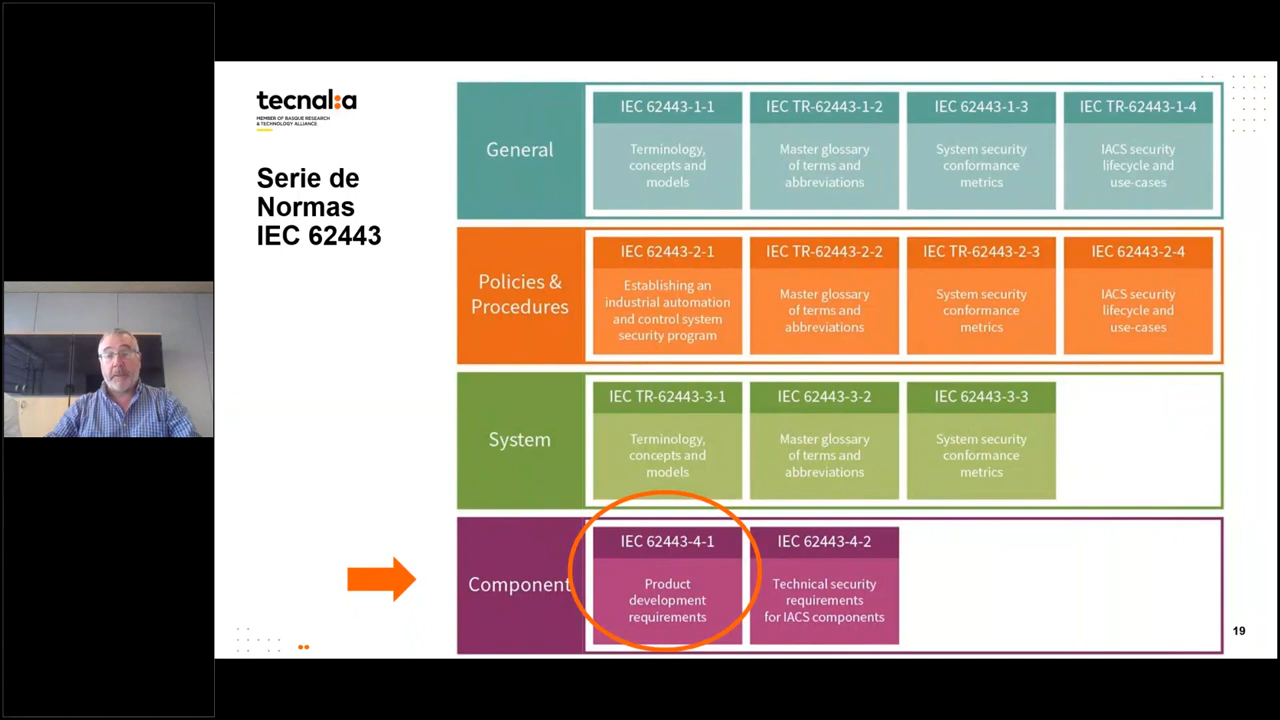 tecnal:a
MEMBER OF BASQUE RESEARCH
& TECHNOLOGY ALLIANCE
Serie de
Normas
IEC 62443
General
IEC 62443-1-1
Terminology,
concepts and
models
IEC TR-62443-1-2
Master glossary
of terms and
abbreviations
IEC 62443-1-3
System security
conformance
metrics
IEC TR-62443-1-4
IACS security
lifecycle and
use-cases
Policies &
Procedures
IEC 62443-2-1
Establishing an
industrial automation
and control system
security program
IEC TR-62443-2-2
Master glossary
of terms and
abbreviations
IEC TR-62443-2-3
System security
conformance
metrics
IEC 62443-2-4
IACS security
lifecycle and
use-cases
System
IEC TR-62443-3-1
Terminology,
concepts and
models
IEC 62443-3-2
Master glossary
of terms and
abbreviations
IEC 62443-3-3
System security
conformance
metrics
Component
IEC 62443-4-1
Product
development
requirements
IEC 62443-4-2
Technical security
requirements
for IACS components
19